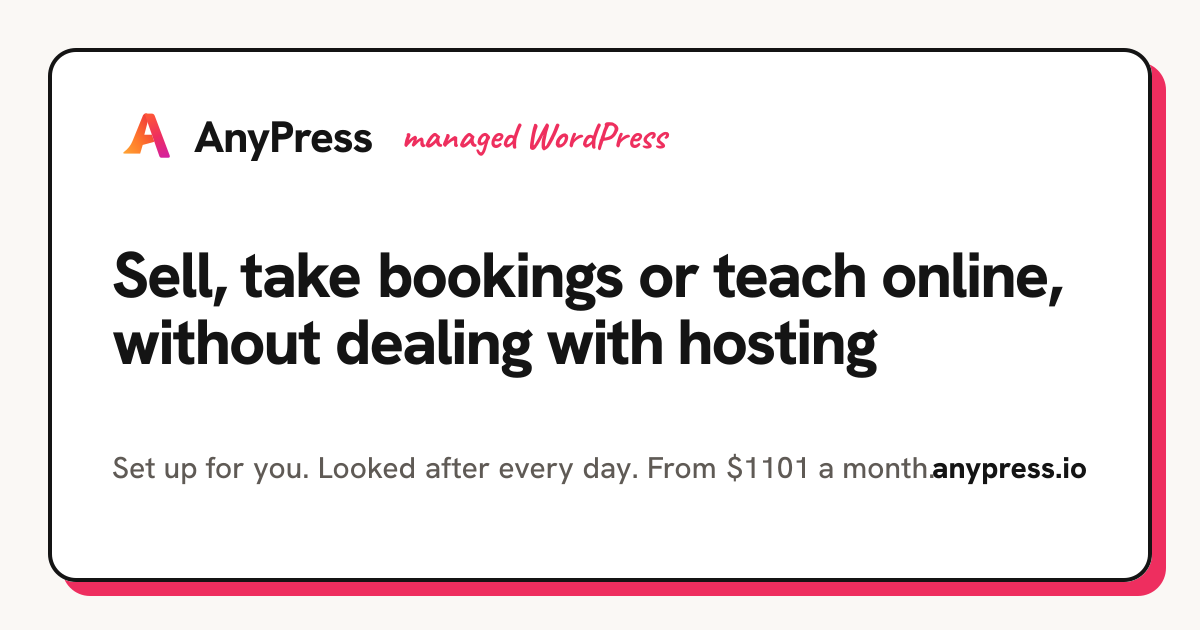 AnyPress managed WordPress
Sell, take bookings or teach online,
without dealing with hosting
Set up for you. Looked after every day. From $1101 a month.anypress.io